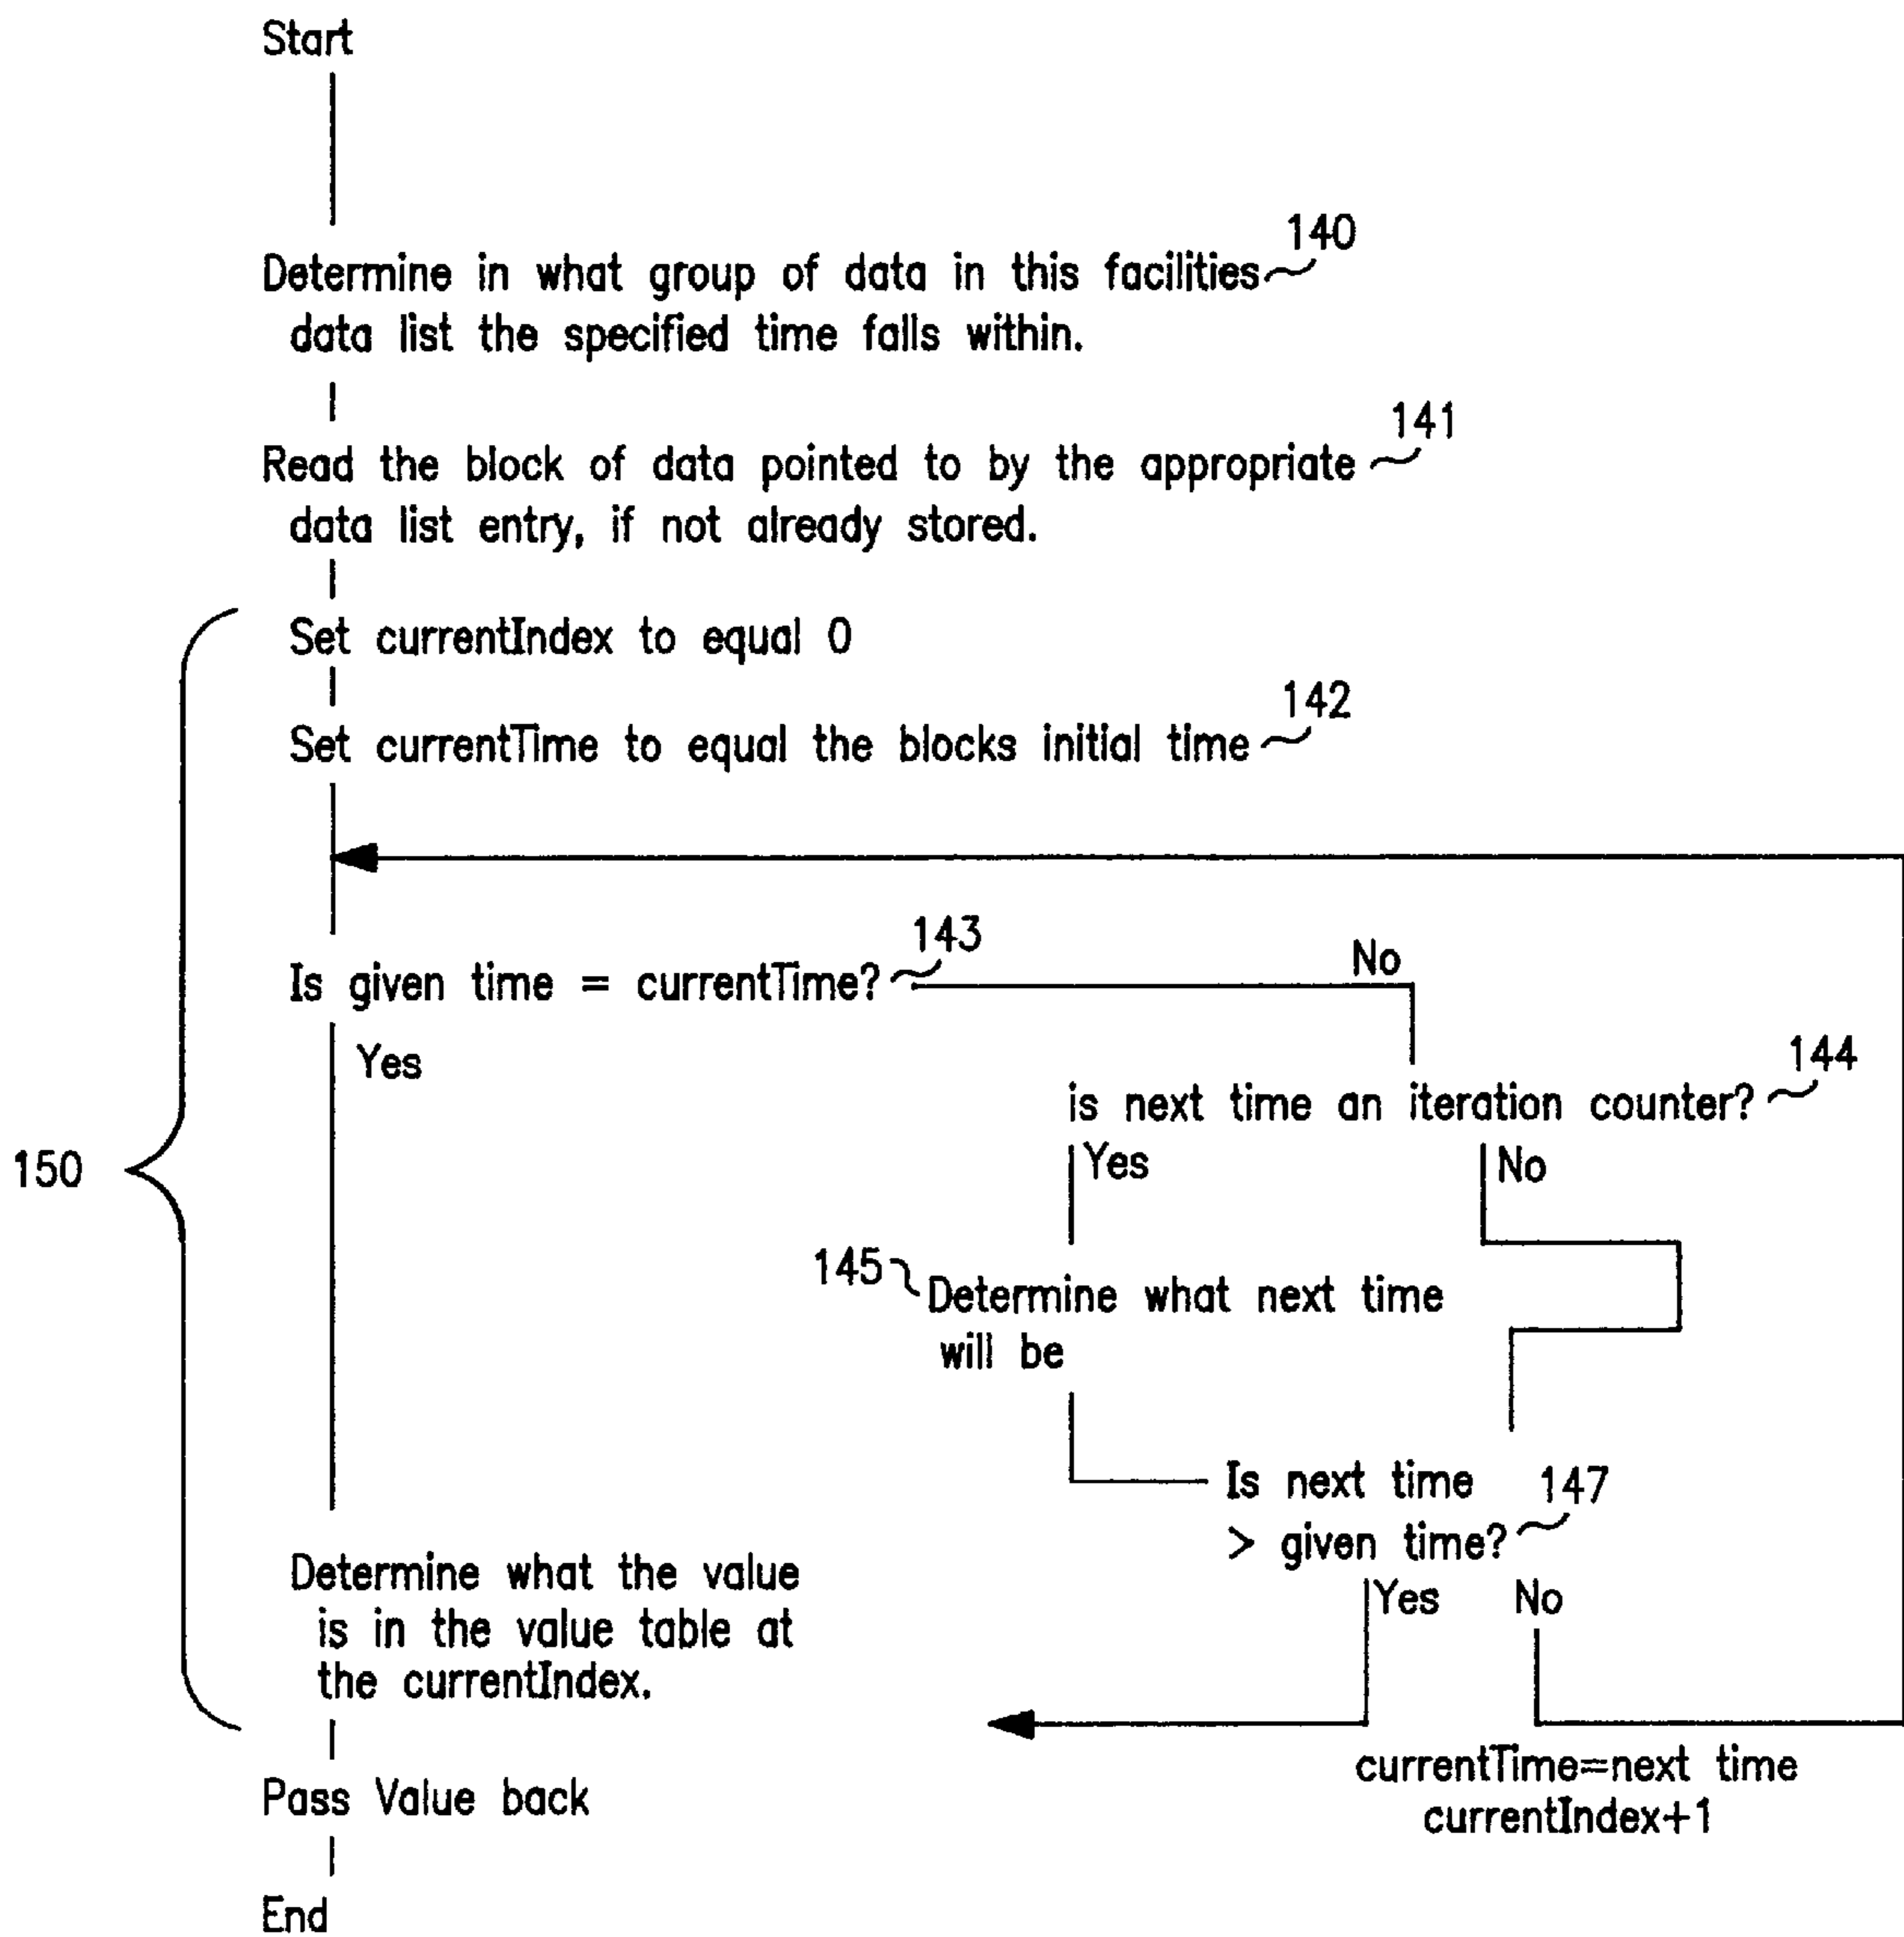 Start
140
Determine in what group of data in this facilities
data list the specified time falls within.
141
Read the block of data pointed to by the appropriate
data list entry, if not already stored.
Set currentIndex to equal 0
142
Set currentTime to equal the blocks initial time
143
Is given time = currentTime?
No
Yes
144
is next time an iteration counter?
Yes
No
150
145
Determine what next time
will be
Is next time
147
> given time?
Yes
No
Determine what the value
is in the value table at
the currentIndex.
currentTime=next time
currentIndex+1
Pass Value back
End